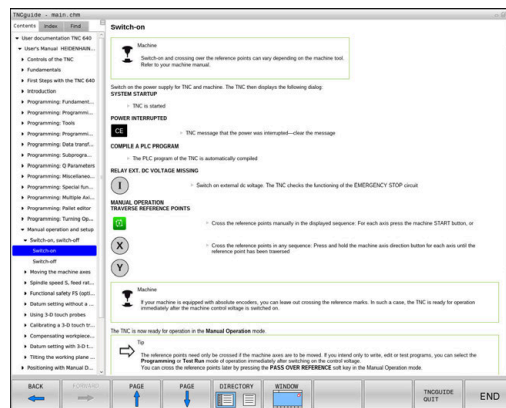 TNCguide - main.chm
Contents Index Find
User documentation TNC 640
User's Manual HEIDENHAIN...
Controls of the TNC
Fundamentals
First Steps with the TNC 640
Introduction
Programming: Fundament...
Programming: Programmi...
Programming: Tools
Programming: Programmi...
Programming: Data transf...
Programming: Subprogra...
Programming: Q Parameters
Programming: Miscellaneo...
Programming: Special fun...
Programming: Multiple Axi...
Programming: Pallet editor
Programming: Turning Op...
Manual operation and setup
Switch-on, switch-off
Switch-on
Switch-off
Moving the machine axes
Spindle speed S, feed rat...
Functional safety FS (opti...
Datum setting without a ...
Using 3-D touch probes
Calibrating a 3-D touch tr...
Compensating workpiece...
Datum setting with 3-D t...
Tilting the working plane ...
Positioning with Manual D...
Switch-on
Machine
Switch-on and crossing over the reference points can vary depending on the machine tool.
Refer to your machine manual.
Switch on the power supply for TNC and machine. The TNC then displays the following dialog:
SYSTEM STARTUP
TNC is started
POWER INTERRUPTED
CE
TNC message that the power was interrupted—clear the message
COMPILE A PLC PROGRAM
The PLC program of the TNC is automatically compiled
RELAY EXT. DC VOLTAGE MISSING
I
Switch on external dc voltage. The TNC checks the functioning of the EMERGENCY STOP circuit
MANUAL OPERATION
TRAVERSE REFERENCE POINTS
Cross the reference points manually in the displayed sequence: For each axis press the machine START button, or
X
Cross the reference points in any sequence: Press and hold the machine axis direction button for each axis until the
reference point has been traversed
Y
Machine
If your machine is equipped with absolute encoders, you can leave out crossing the reference marks. In such a case, the TNC is ready for operation
immediately after the machine control voltage is switched on.
The TNC is now ready for operation in the Manual Operation mode.
Tip
The reference points need only be crossed if the machine axes are to be moved. If you intend only to write, edit or test programs, you can select the
Programming or Test Run mode of operation immediately after switching on the control voltage.
You can cross the reference points later by pressing the PASS OVER REFERENCE soft key in the Manual Operation mode.
BACK FORWARD PAGE PAGE DIRECTORY WINDOW TNCGUIDE
QUIT END